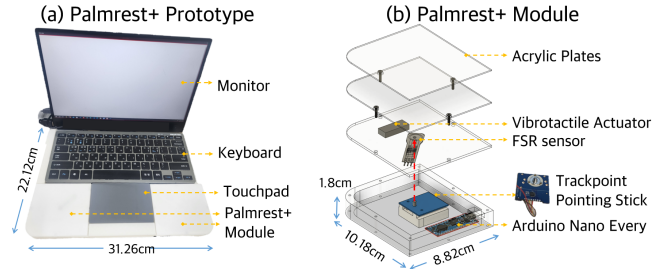 (a) Palmrest+ Prototype
Monitor
Keyboard
Touchpad
Palmrest+
Module
22.12cm
31.26cm
(b) Palmrest+ Module
Acrylic Plates
Vibrotactile Actuator
FSR sensor
Trackpoint
Pointing Stick
Arduino Nano Every
1.8cm
10.18cm
8.82cm